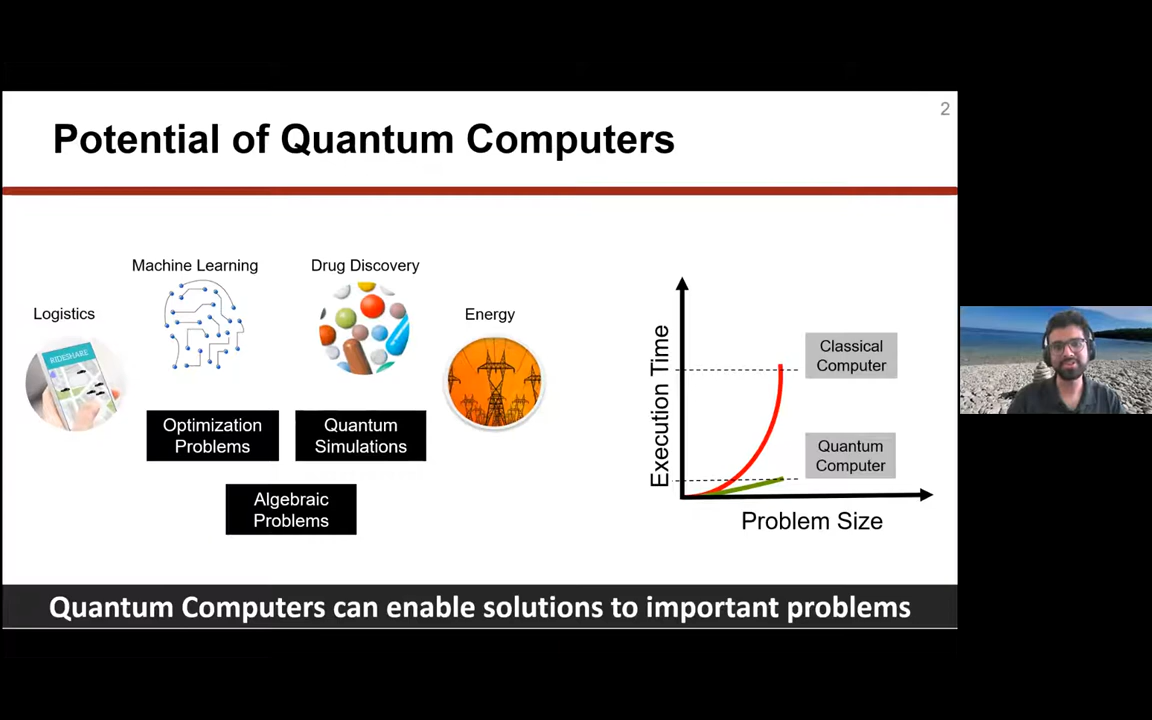 2
Potential of Quantum Computers
Machine Learning
Drug Discovery
Logistics
Energy
RIDESHARE
Optimization
Problems
Quantum
Simulations
Algebraic
Problems
Execution Time
Classical
Computer
Quantum
Computer
Problem Size
Quantum Computers can enable solutions to important problems